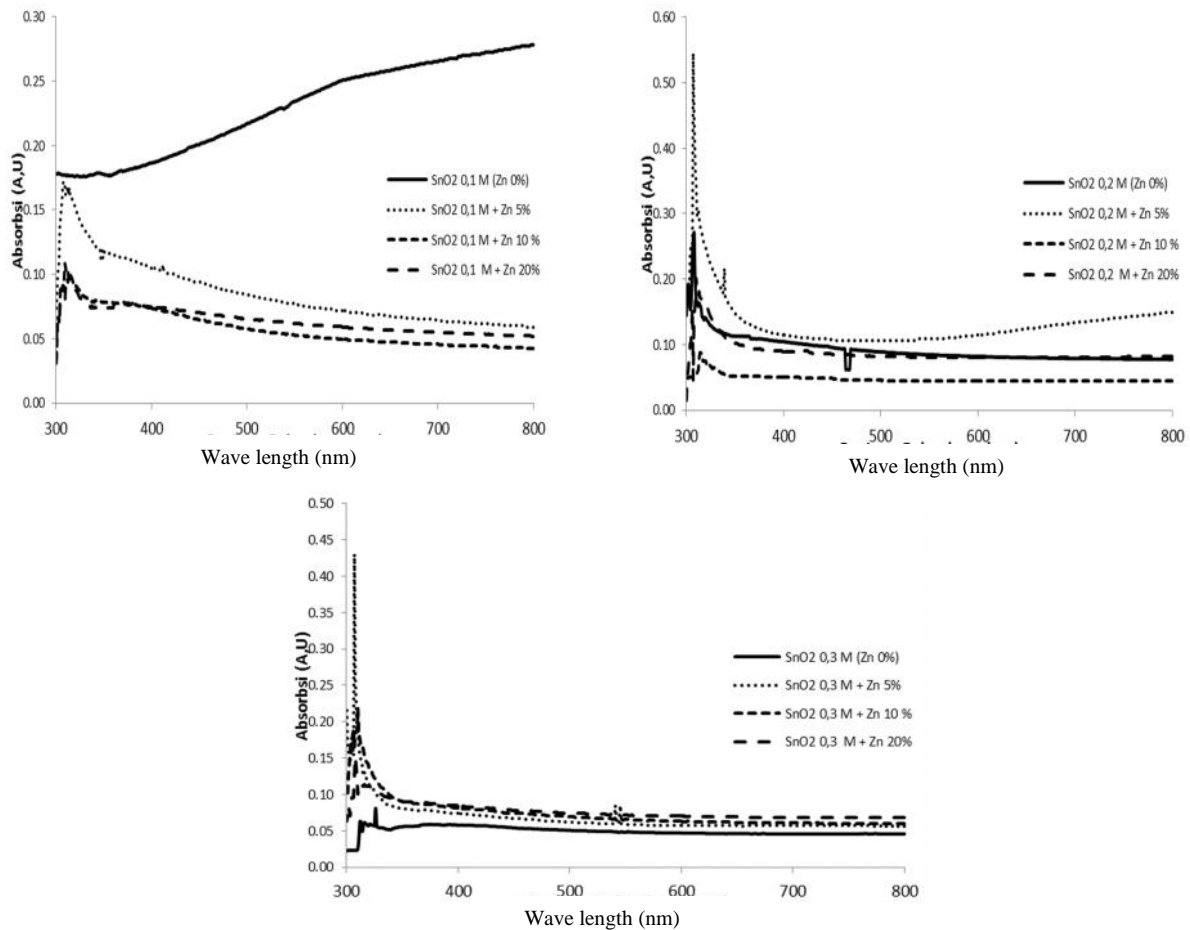 0.30
0.25
0.20
0.15
0.10
0.05
0.00
Absorbsi (A,U)
SnO2 0,1 M (Zn 0%)
SnO2 0,1 M + Zn 5%
SnO2 0,1 M + Zn 10 %
SnO2 0,1 M + Zn 20%
300 400 500 600 700 800
Wave length (nm)
0.60
0.50
0.40
0.30
0.20
0.10
0.00
Absorbsi (A,U)
SnO2 0,2 M (Zn 0%)
SnO2 0,2 M + Zn 5%
SnO2 0,2 M + Zn 10 %
SnO2 0,2 M + Zn 20%
300 400 500 600 700 800
Wave length (nm)
0.50
0.45
0.40
0.35
0.30
0.25
0.20
0.15
0.10
0.05
0.00
Absorbsi (A,U)
SnO2 0,3 M (Zn 0%)
SnO2 0,3 M + Zn 5%
SnO2 0,3 M + Zn 10 %
SnO2 0,3 M + Zn 20%
300 400 500 600 700 800
Wave length (nm)